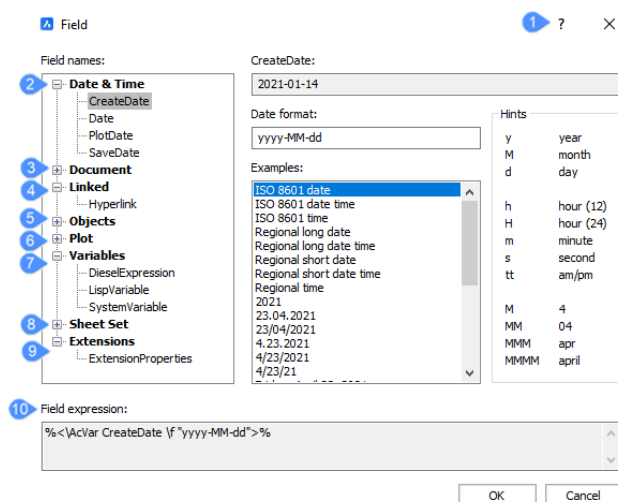 Field
1
?
Field names:
2
Date & Time
CreateDate
Date
PlotDate
SaveDate
3
Document
4
Linked
Hyperlink
5
Objects
6
Plot
7
Variables
DieselExpression
LispVariable
SystemVariable
8
Sheet Set
9
Extensions
ExtensionProperties
CreateDate:
2021-01-14
Date format:
yyyy-MM-dd
Examples:
ISO 8601 date
ISO 8601 date time
ISO 8601 time
Regional long date
Regional long date time
Regional short date
Regional short date time
Regional time
2021
23.04.2021
23/04/2021
4.23.2021
4/23/2021
4/23/21
Hints
y year
M month
d day
h hour (12)
H hour (24)
m minute
s second
tt am/pm
M 4
MM 04
MMM apr
MMMM april
10
Field expression:
%<\AcVar CreateDate \f "yyyy-MM-dd">%
OK
Cancel